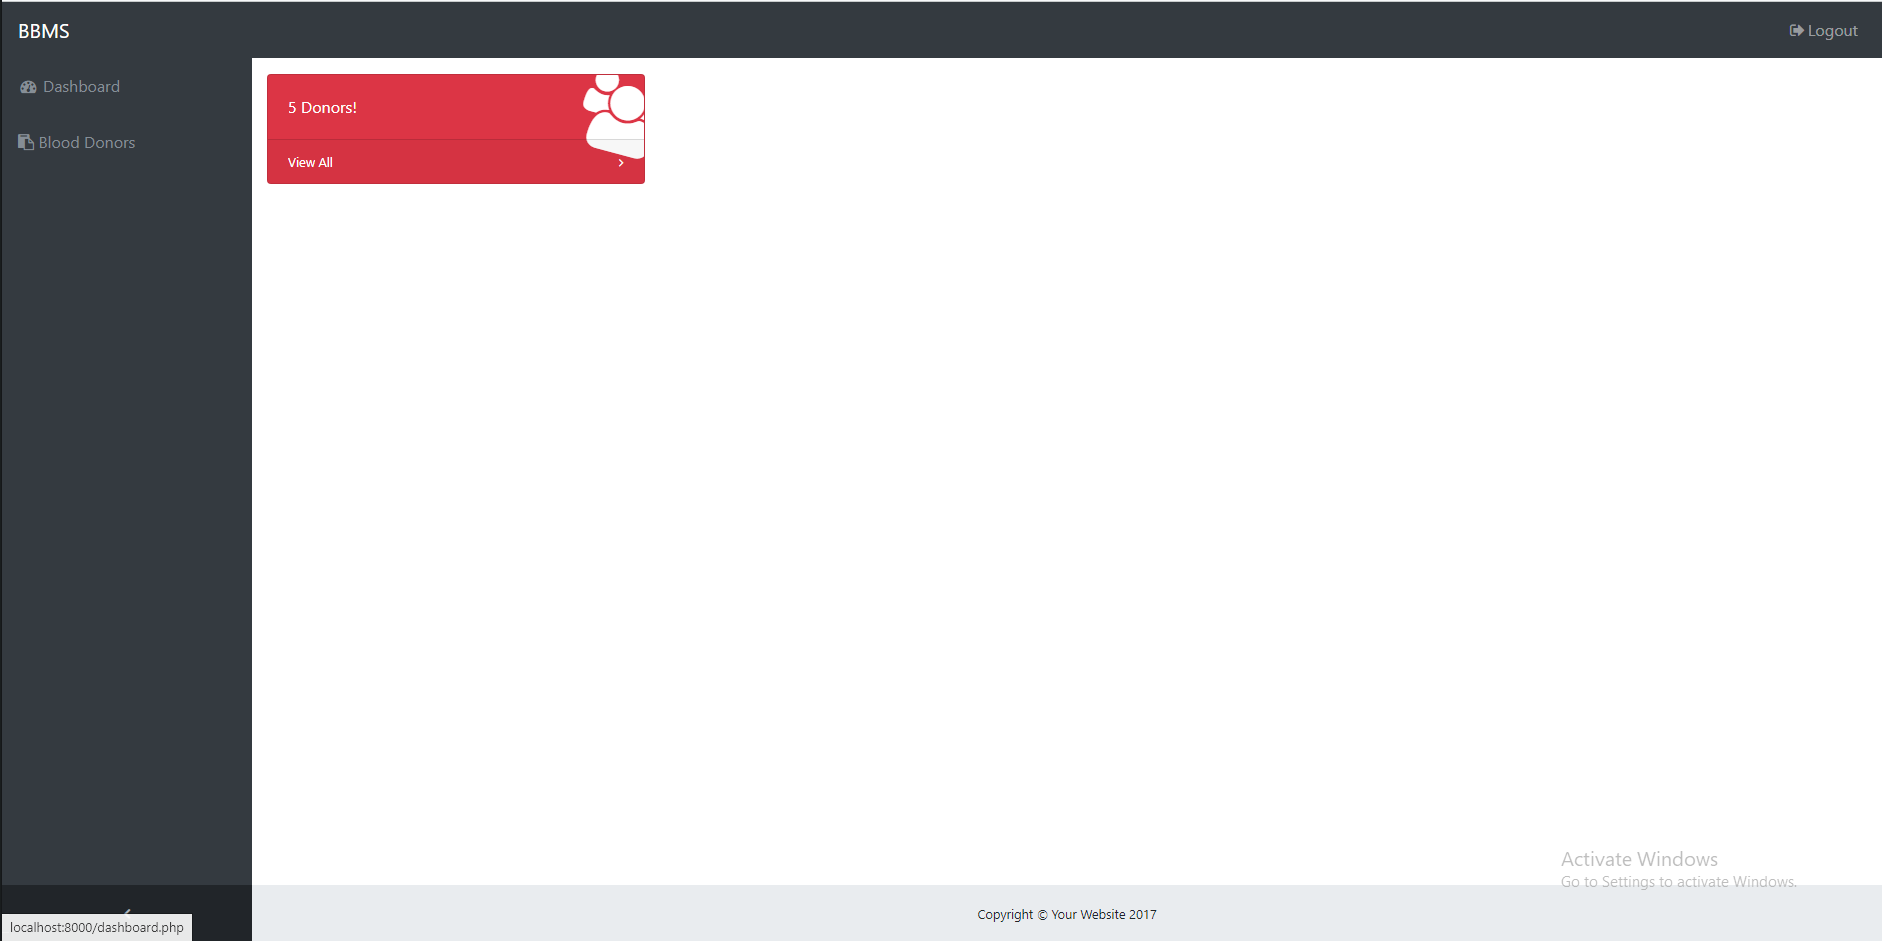 BBMS
Logout
Dashboard
Blood Donors
5 Donors!
View All
Activate Windows
Go to Settings to activate Windows.
Copyright © Your Website 2017
localhost:8000/dashboard.php